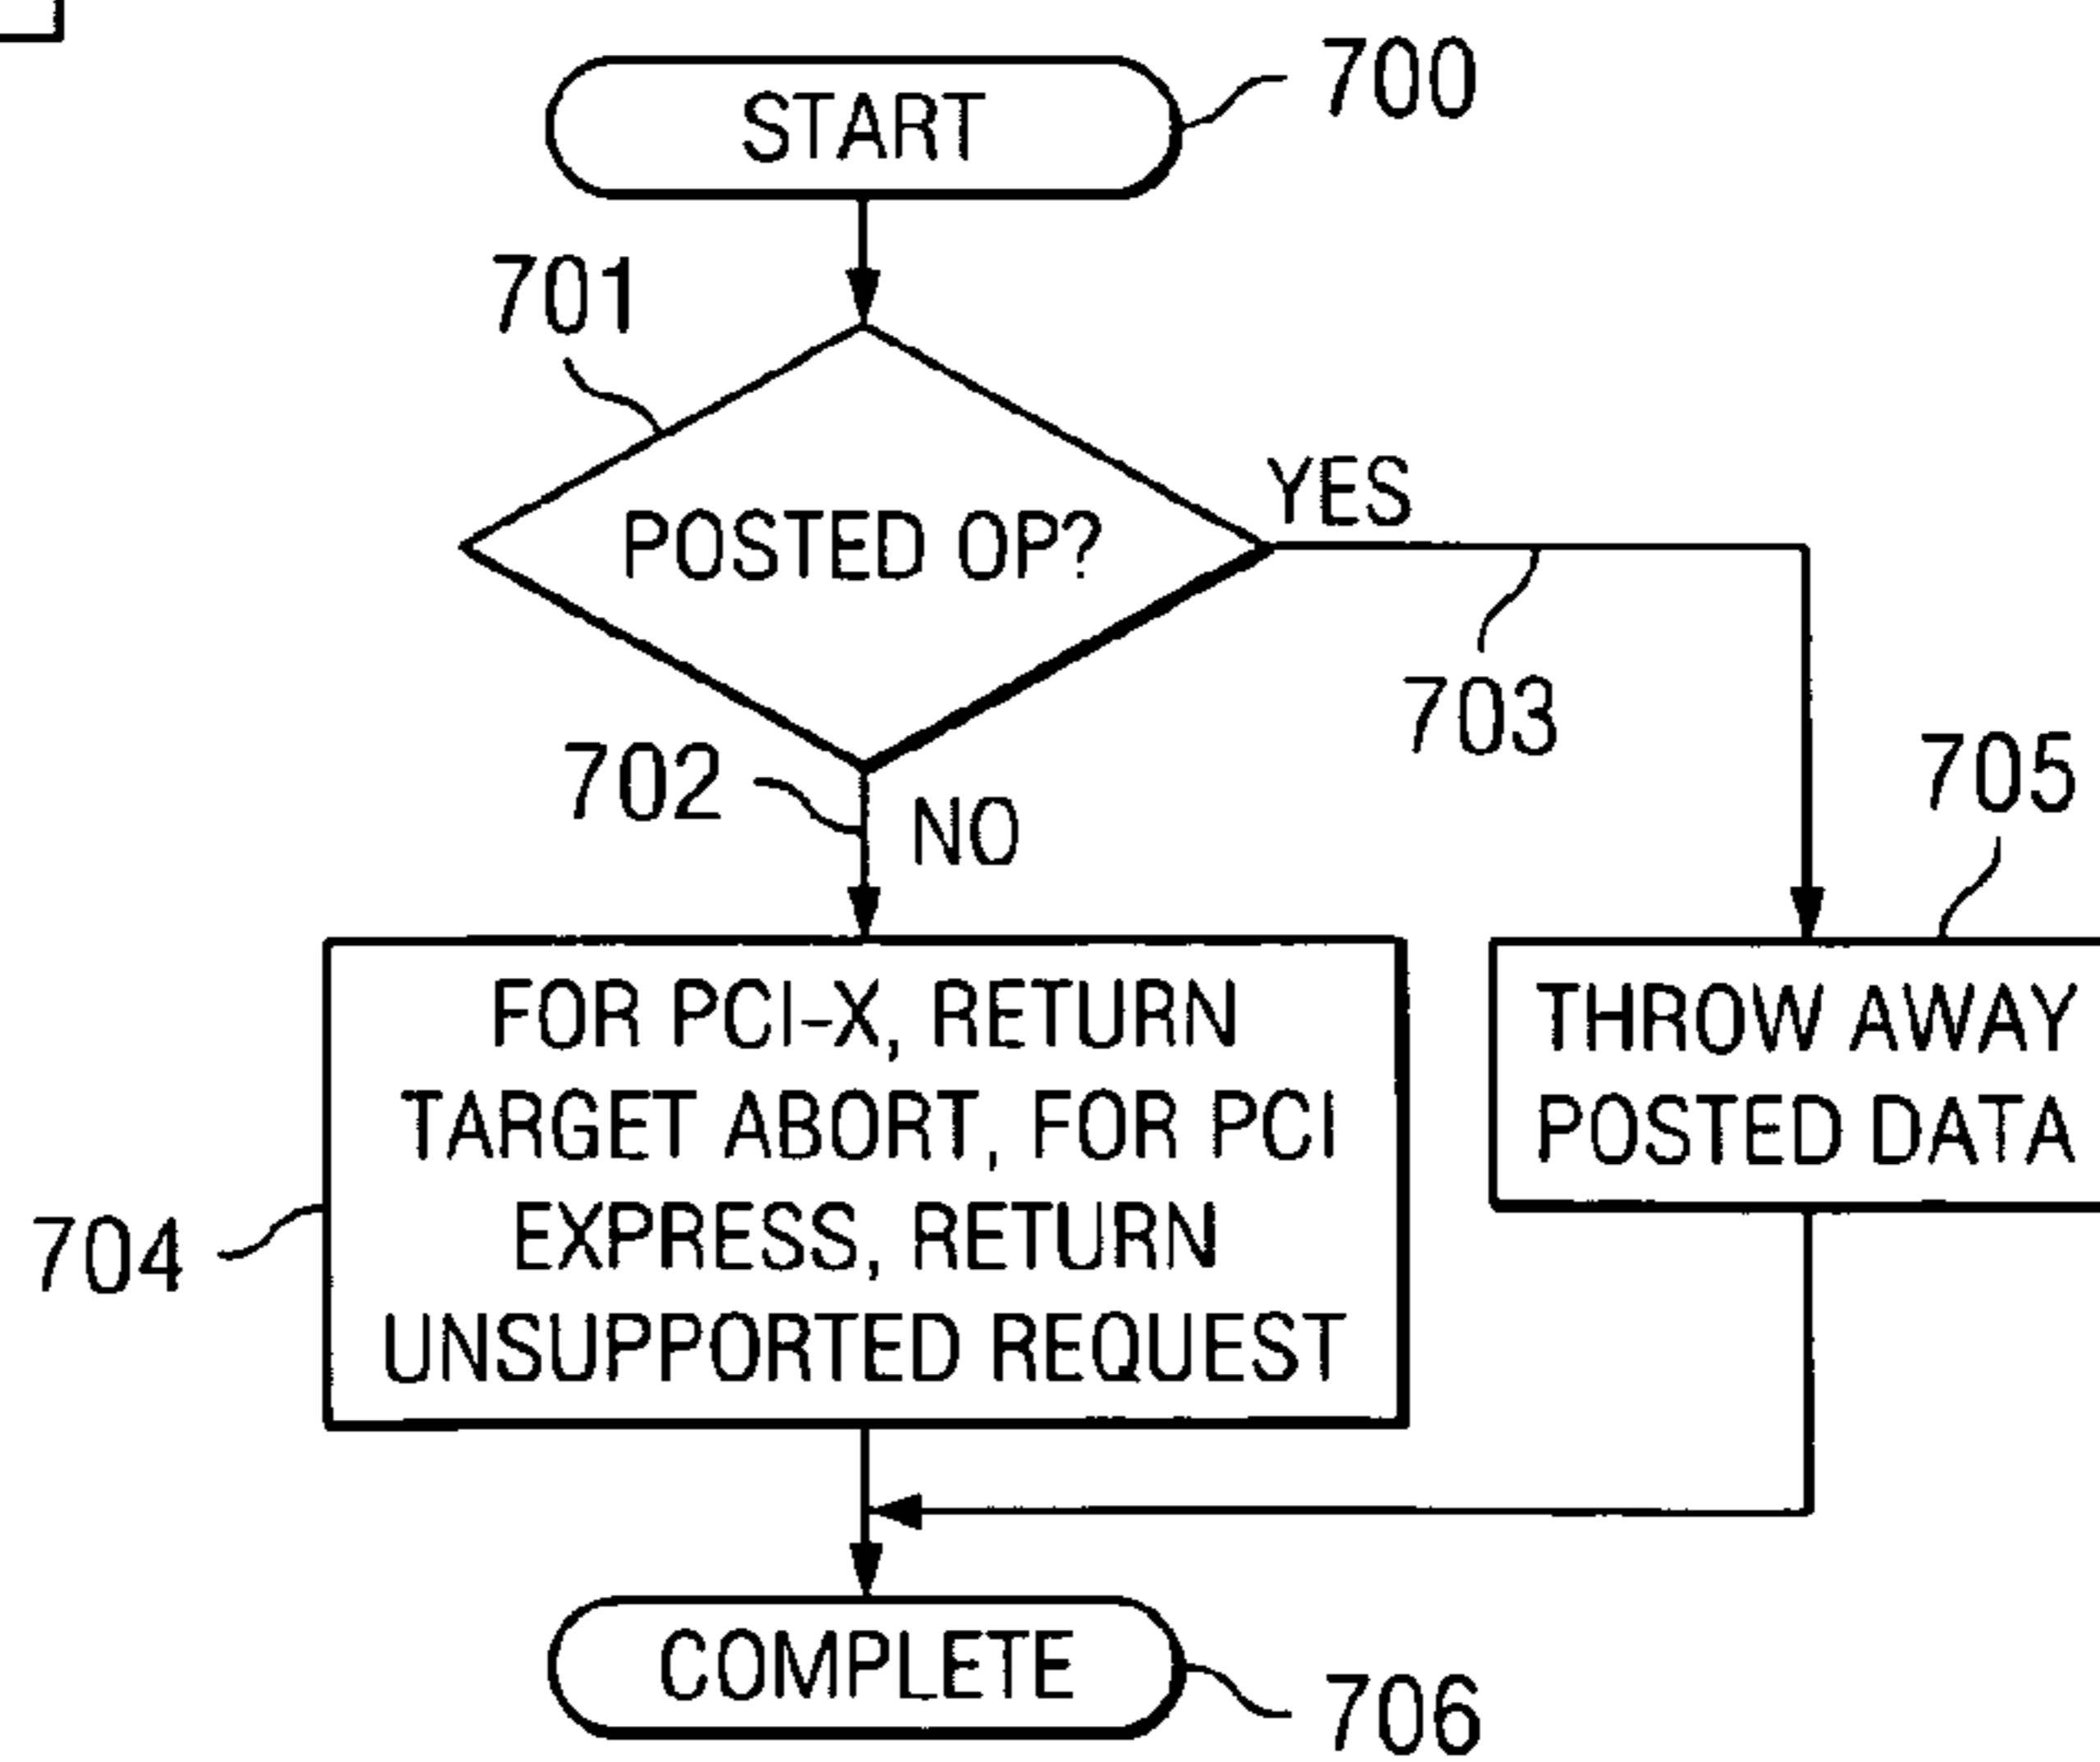 START
700
701
POSTED OP?
YES
703
702
NO
705
FOR PCI-X, RETURN
TARGET ABORT, FOR PCI
EXPRESS, RETURN
UNSUPPORTED REQUEST
704
THROW AWAY
POSTED DATA
COMPLETE
706